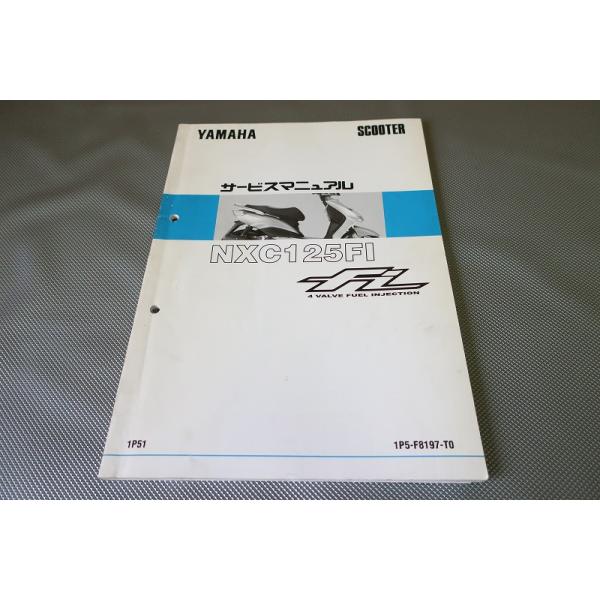 YAMAHA
SCOOTER
サービスマニュアル
NXC125FI
FI
4 VALVE FUEL INJECTION
1P51
1P5-F8197-T0